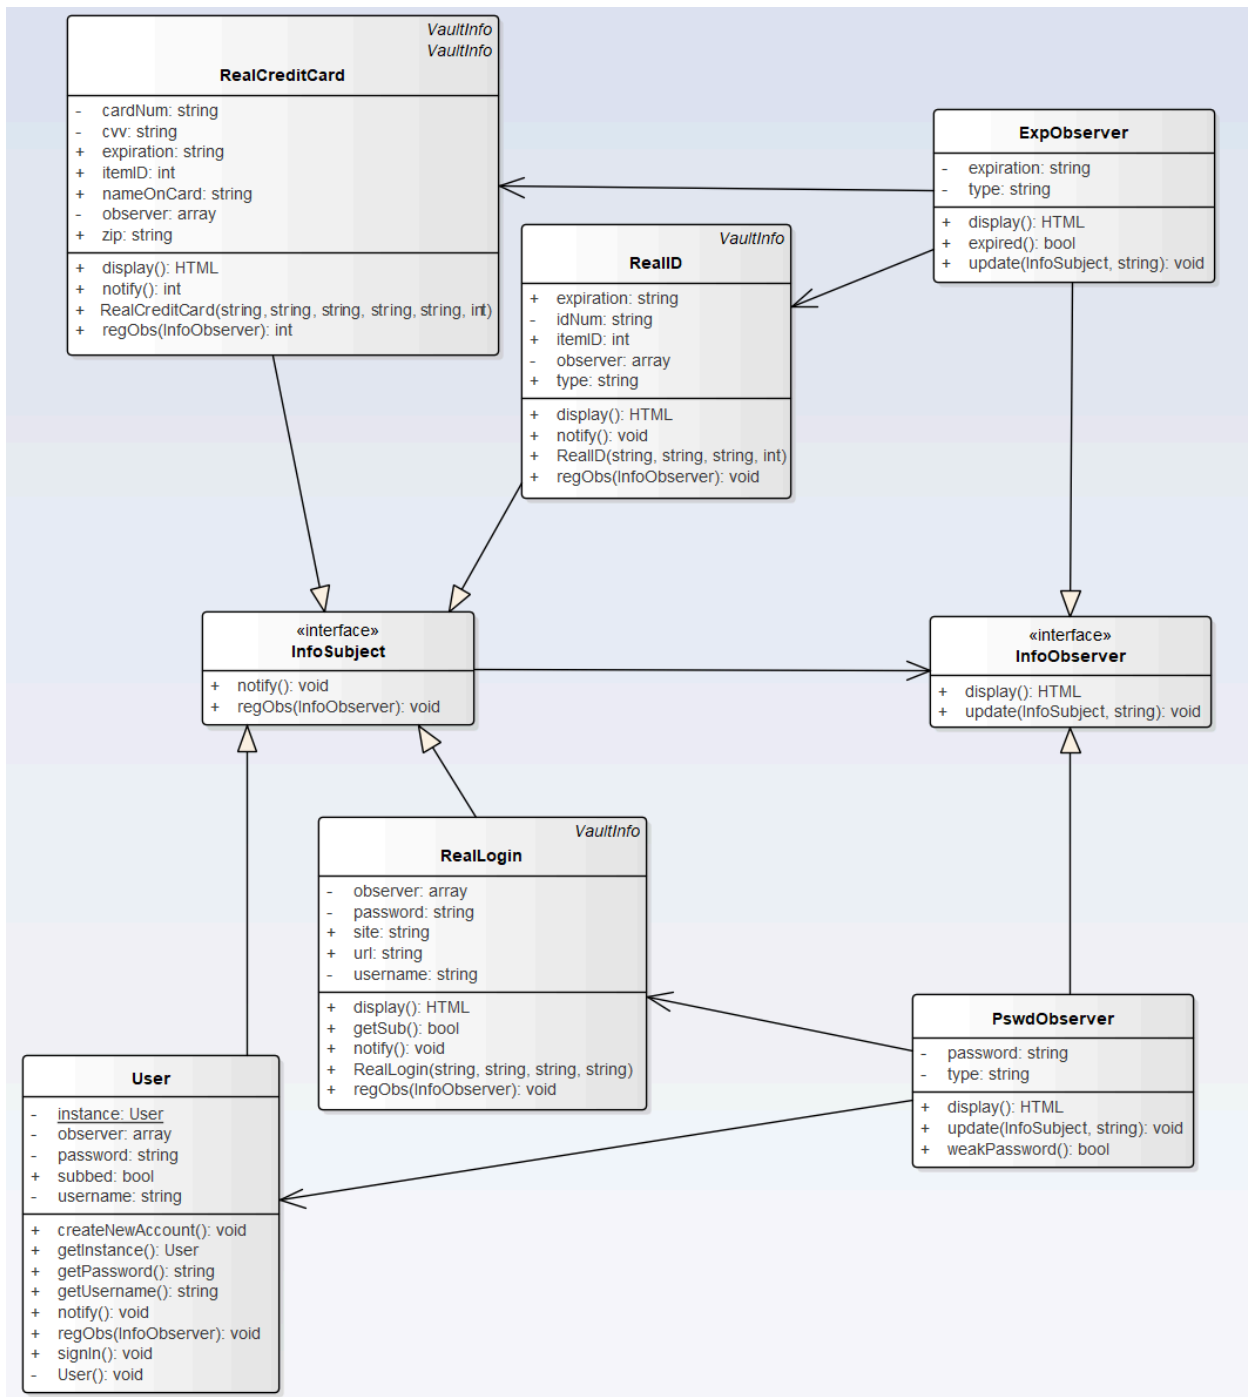 VaultInfo
VaultInfo
RealCreditCard
- cardNum: string
- cvv: string
+ expiration: string
+ itemID: int
+ nameOnCard: string
- observer: array
+ zip: string
+ display(): HTML
+ notify(): int
+ RealCreditCard(string, string, string, string, string, int)
+ regObs(InfoObserver): int
ExpObserver
- expiration: string
- type: string
+ display(): HTML
+ expired(): bool
+ update(InfoSubject, string): void
VaultInfo
RealID
+ expiration: string
- idNum: string
+ itemID: int
- observer: array
+ type: string
+ display(): HTML
+ notify(): void
+ RealID(string, string, string, int)
+ regObs(InfoObserver): void
«interface»
InfoSubject
+ notify(): void
+ regObs(InfoObserver): void
«interface»
InfoObserver
+ display(): HTML
+ update(InfoSubject, string): void
VaultInfo
RealLogin
- observer: array
- password: string
+ site: string
+ url: string
- username: string
+ display(): HTML
+ getSub(): bool
+ notify(): void
+ RealLogin(string, string, string, string)
+ regObs(InfoObserver): void
PswdObserver
- password: string
- type: string
+ display(): HTML
+ update(InfoSubject, string): void
+ weakPassword(): bool
User
- instance: User
- observer: array
- password: string
+ subbed: bool
- username: string
+ createNewAccount(): void
+ getInstance(): User
+ getPassword(): string
+ getUsername(): string
+ notify(): void
+ regObs(InfoObserver): void
+ signIn(): void
- User(): void